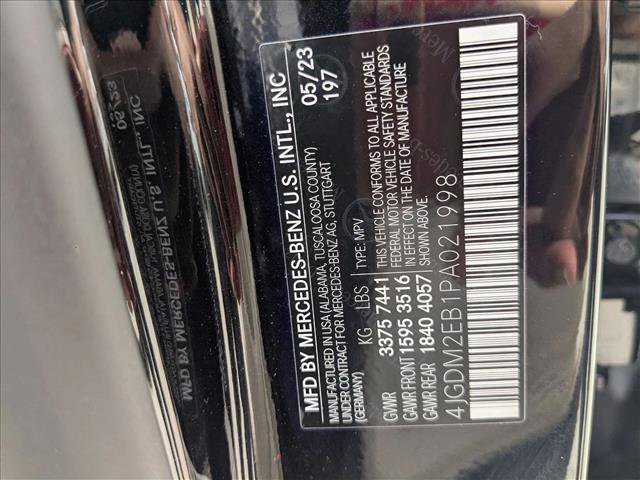 MFD BY MERCEDES-BENZ U.S. INTL., INC
MANUFACTURED IN USA (ALABAMA, TUSCALOOSA COUNTY)
UNDER CONTRACT FOR MERCEDES-BENZ AG, STUTTGART
(GERMANY)
05/23
197
KG LBS TYPE: MPV
GVWR 3375 7441
GAWR FRONT 1595 3516
GAWR REAR 1840 4057
THIS VEHICLE CONFORMS TO ALL APPLICABLE
FEDERAL MOTOR VEHICLE SAFETY STANDARDS
IN EFFECT ON THE DATE OF MANUFACTURE
SHOWN ABOVE.
4JGDM2EB1PA021998